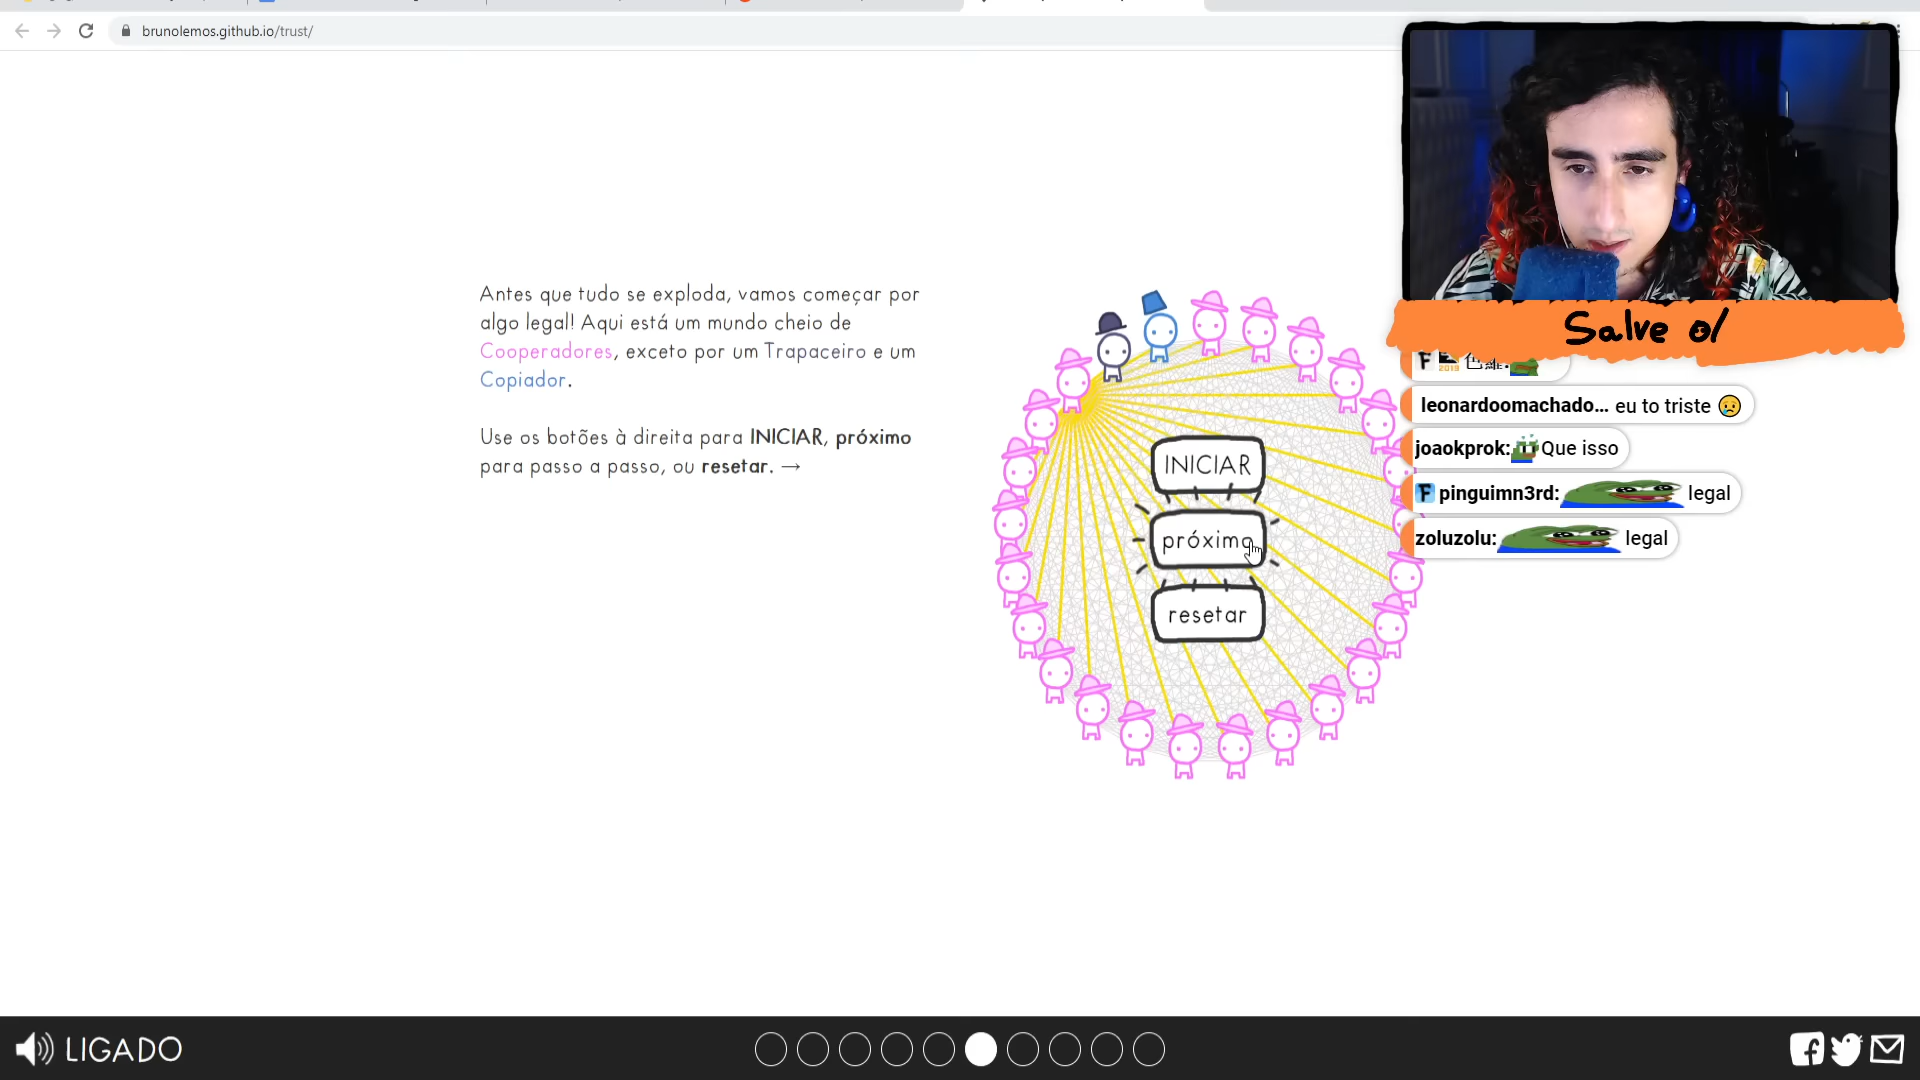 brunolemos.github.io/trust/
Salve o/
Antes que tudo se exploda, vamos começar por
algo legal! Aqui está um mundo cheio de
Cooperadores, exceto por um Trapaceiro e um
Copiador.
Use os botões à direita para INICIAR, próximo
para passo a passo, ou resetar. →
INICIAR
próximo
resetar
leonardoomachado... eu to triste 😢
joaokprok: Que isso
pinguimn3rd: legal
zoluzolu: legal
LIGADO